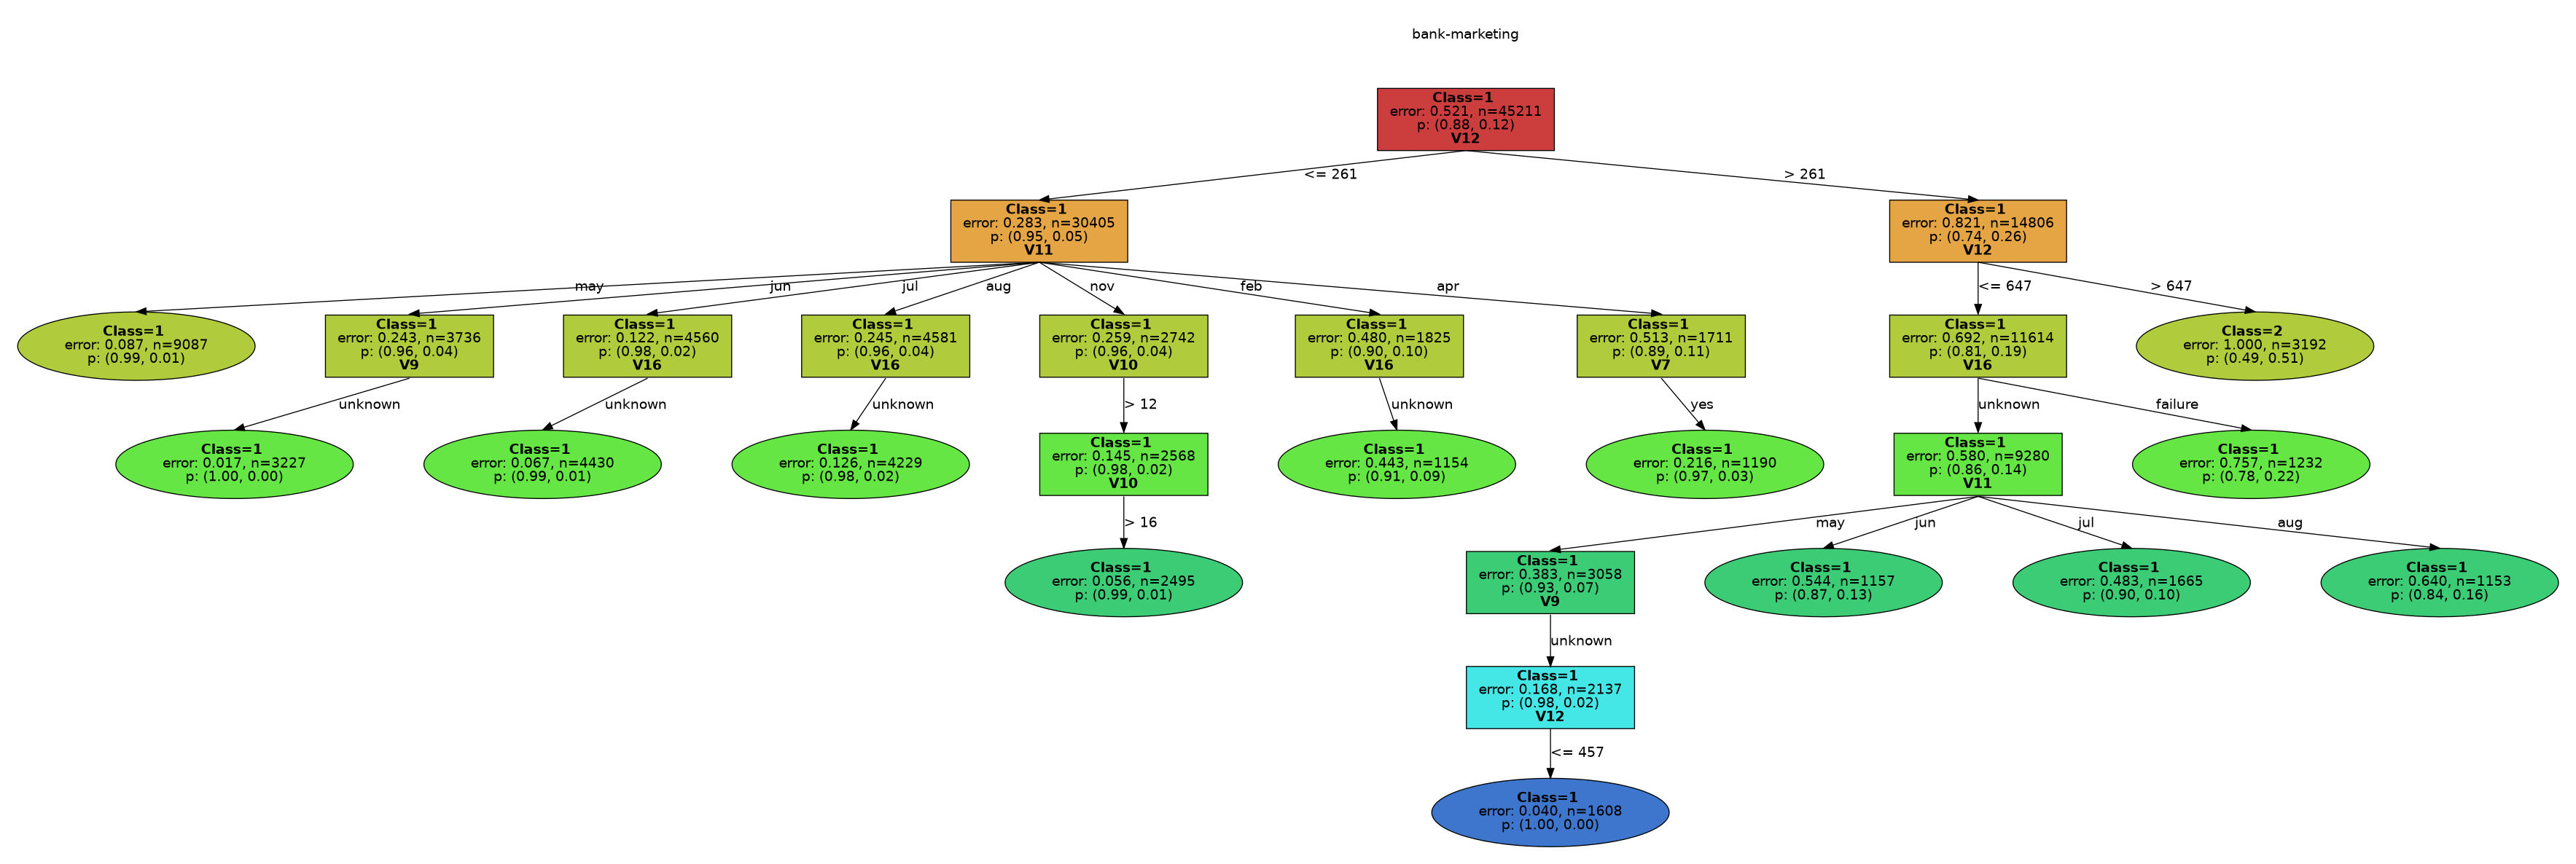 bank-marketing
Class=1
error: 0.521, n=45211
p: (0.88, 0.12)
V12
<= 261
> 261
Class=1
error: 0.283, n=30405
p: (0.95, 0.05)
V11
Class=1
error: 0.821, n=14806
p: (0.74, 0.26)
V12
may
jun
jul
aug
nov
feb
apr
<= 647
> 647
Class=1
error: 0.087, n=9087
p: (0.99, 0.01)
Class=1
error: 0.243, n=3736
p: (0.96, 0.04)
V9
Class=1
error: 0.122, n=4560
p: (0.98, 0.02)
V16
Class=1
error: 0.245, n=4581
p: (0.96, 0.04)
V16
Class=1
error: 0.259, n=2742
p: (0.96, 0.04)
V10
Class=1
error: 0.480, n=1825
p: (0.90, 0.10)
V16
Class=1
error: 0.513, n=1711
p: (0.89, 0.11)
V7
Class=1
error: 0.692, n=11614
p: (0.81, 0.19)
V16
Class=2
error: 1.000, n=3192
p: (0.49, 0.51)
unknown
unknown
unknown
> 12
unknown
yes
unknown
failure
Class=1
error: 0.017, n=3227
p: (1.00, 0.00)
Class=1
error: 0.067, n=4430
p: (0.99, 0.01)
Class=1
error: 0.126, n=4229
p: (0.98, 0.02)
Class=1
error: 0.145, n=2568
p: (0.98, 0.02)
V10
Class=1
error: 0.443, n=1154
p: (0.91, 0.09)
Class=1
error: 0.216, n=1190
p: (0.97, 0.03)
Class=1
error: 0.580, n=9280
p: (0.86, 0.14)
V11
Class=1
error: 0.757, n=1232
p: (0.78, 0.22)
> 16
may
jun
jul
aug
Class=1
error: 0.056, n=2495
p: (0.99, 0.01)
Class=1
error: 0.383, n=3058
p: (0.93, 0.07)
V9
Class=1
error: 0.544, n=1157
p: (0.87, 0.13)
Class=1
error: 0.483, n=1665
p: (0.90, 0.10)
Class=1
error: 0.640, n=1153
p: (0.84, 0.16)
unknown
Class=1
error: 0.168, n=2137
p: (0.98, 0.02)
V12
<= 457
Class=1
error: 0.040, n=1608
p: (1.00, 0.00)